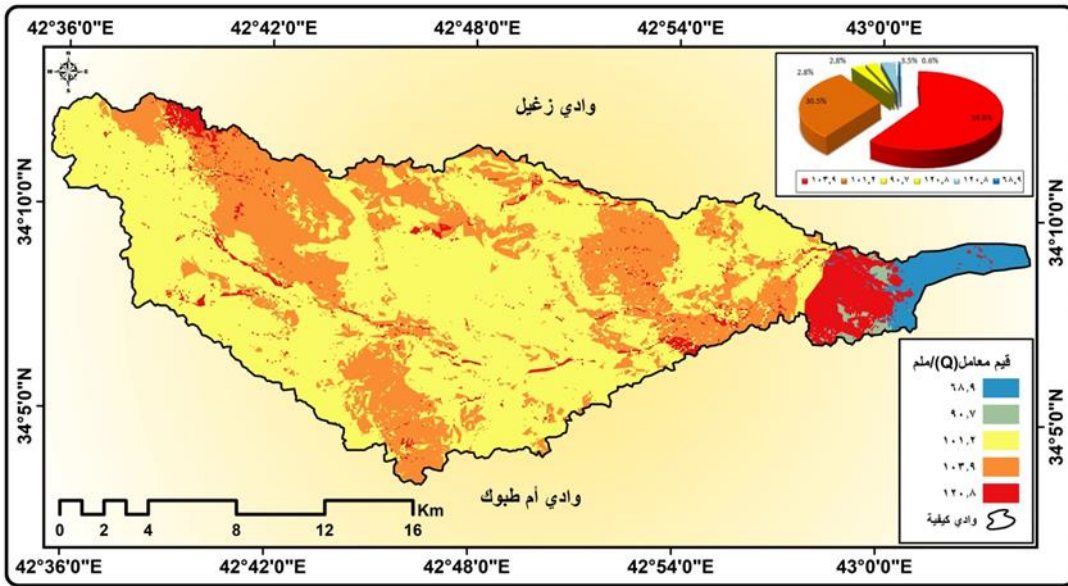 42°36'0"E 42°42'0"E 42°48'0"E 42°54'0"E 43°0'0"E
N
W E
S
وادي زغيل
2.8% 2.8% 3.5% 0.6%
30.5%
١٠٣,٩ ١٠١,٢ ٩٠,٧ ١٢٠,٨ ١٢٠,٨ ٦٨,٩
34°10'0"N
34°10'0"N
34°5'0"N
34°5'0"N
قيم معامل(Q)/ملم
٦٨,٩
٩٠,٧
١٠١,٢
١٠٣,٩
١٢٠,٨
وادي كيفية
وادي أم طبوك
Km
0 2 4 8 12 16
42°36'0"E 42°42'0"E 42°48'0"E 42°54'0"E 43°0'0"E